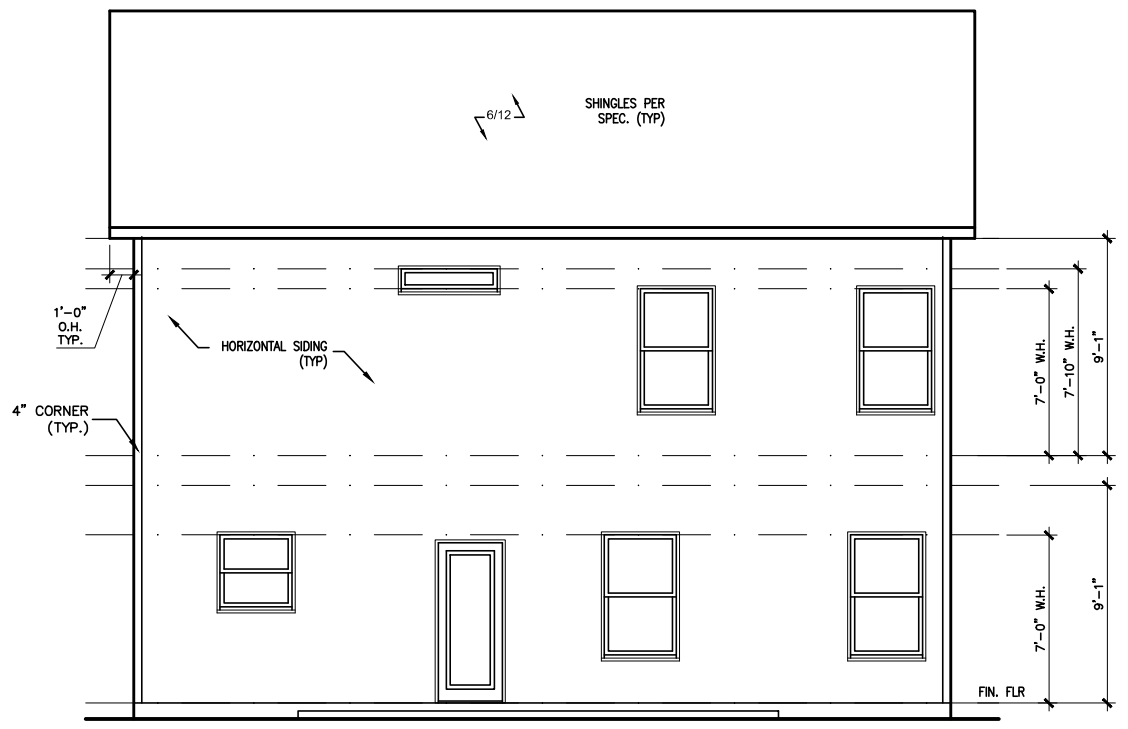 6/12
SHINGLES PER
SPEC. (TYP)
1'-0"
O.H.
TYP.
HORIZONTAL SIDING
(TYP)
4" CORNER
(TYP.)
7'-0" W.H.
7'-10" W.H.
9'-1"
7'-0" W.H.
9'-1"
FIN. FLR